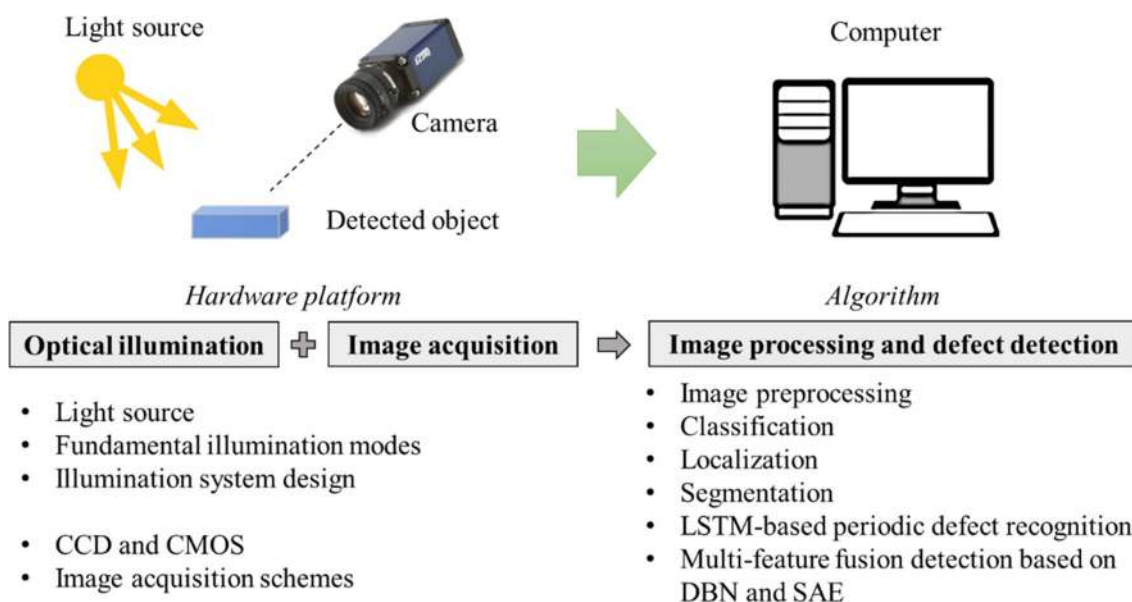 Light source
Camera
Detected object
Computer
Hardware platform
Algorithm
Optical illumination
Image acquisition
Image processing and defect detection
• Light source
• Fundamental illumination modes
• Illumination system design
• CCD and CMOS
• Image acquisition schemes
• Image preprocessing
• Classification
• Localization
• Segmentation
• LSTM-based periodic defect recognition
• Multi-feature fusion detection based on
DBN and SAE